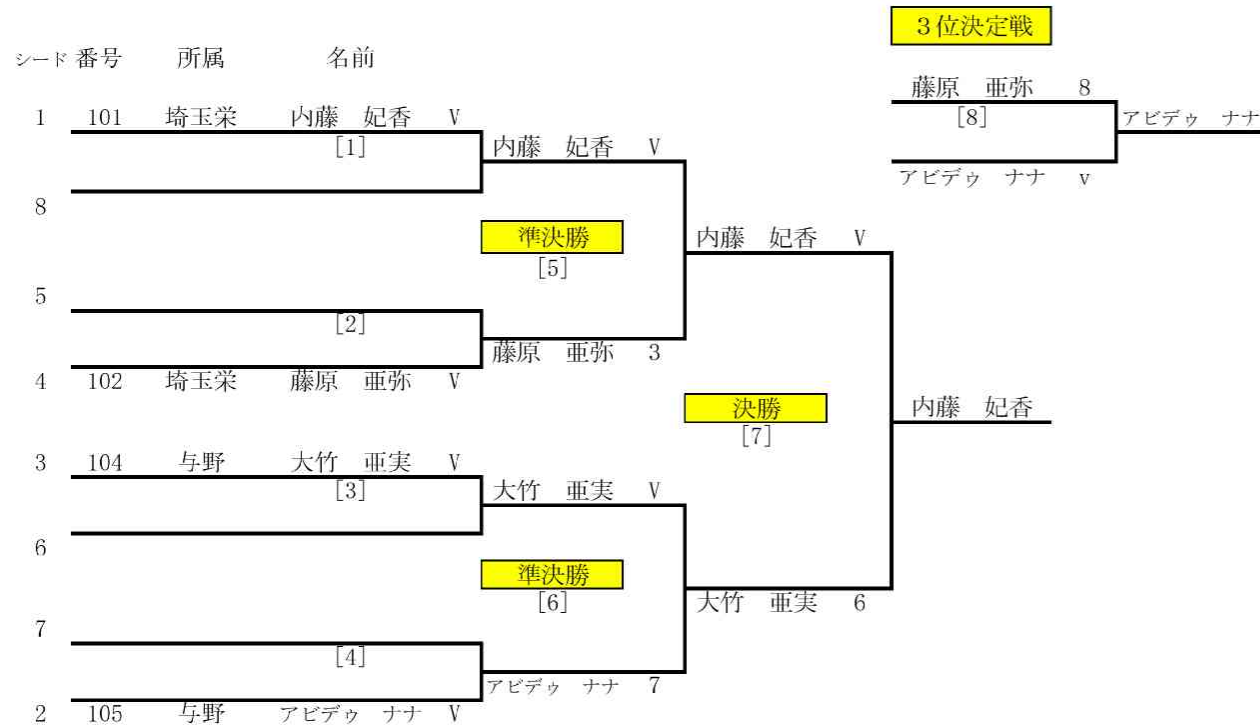 ３位決定戦
シード 番号 所属 名前
藤原 亜弥 8
1 101 埼玉栄 内藤 妃香 V
[8]
アビデゥ ナナ
[1]
内藤 妃香 V
アビデゥ ナナ v
8
準決勝
内藤 妃香 V
[5]
5
[2]
藤原 亜弥 3
4 102 埼玉栄 藤原 亜弥 V
決勝
内藤 妃香
[7]
3 104 与野 大竹 亜実 V
[3]
大竹 亜実 V
6
準決勝
[6]
大竹 亜実 6
7
[4]
アビデゥ ナナ 7
2 105 与野 アビデゥ ナナ V